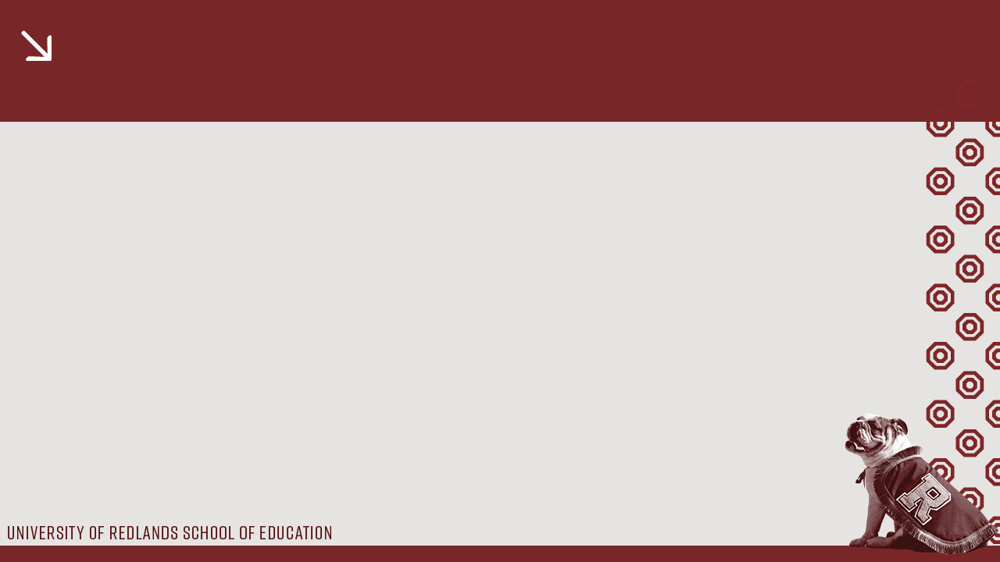 UNIVERSITY OF REDLANDS SCHOOL OF EDUCATION
R